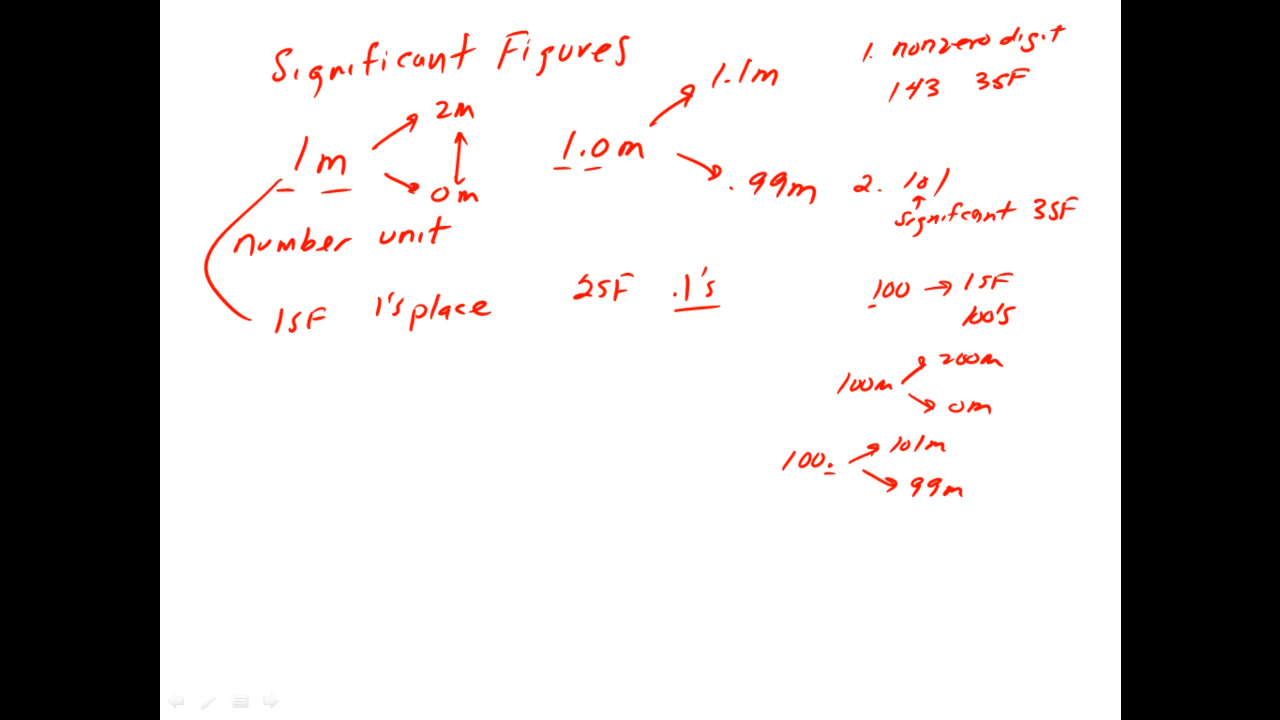 Significant Figures
1m
2m
0m
number unit
1SF 1's place
1.0m
1.1m
.99m
2SF .1's
1. nonzero digit
143 3SF
2. 101
significant 3SF
100 → 1SF
100's
100m
200m
0m
100.
101m
99m